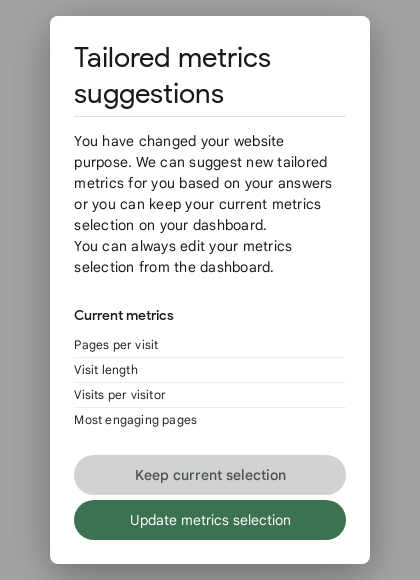 Tailored metrics
suggestions
You have changed your website
purpose. We can suggest new tailored
metrics for you based on your answers
or you can keep your current metrics
selection on your dashboard.
You can always edit your metrics
selection from the dashboard.
Current metrics
Pages per visit
Visit length
Visits per visitor
Most engaging pages
Keep current selection
Update metrics selection